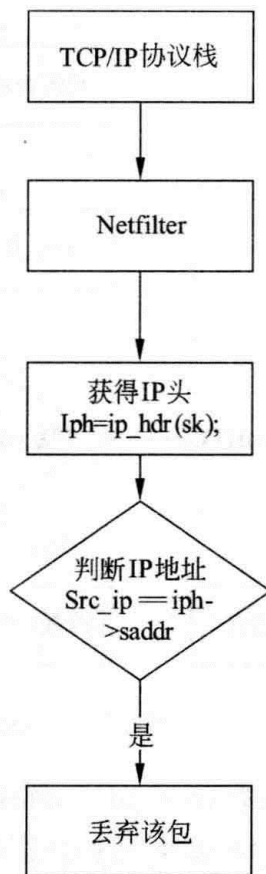 TCP/IP协议栈
Netfilter
获得IP头
Iph=ip_hdr(sk);
判断IP地址
Src_ip==iph-
>saddr
是
丢弃该包